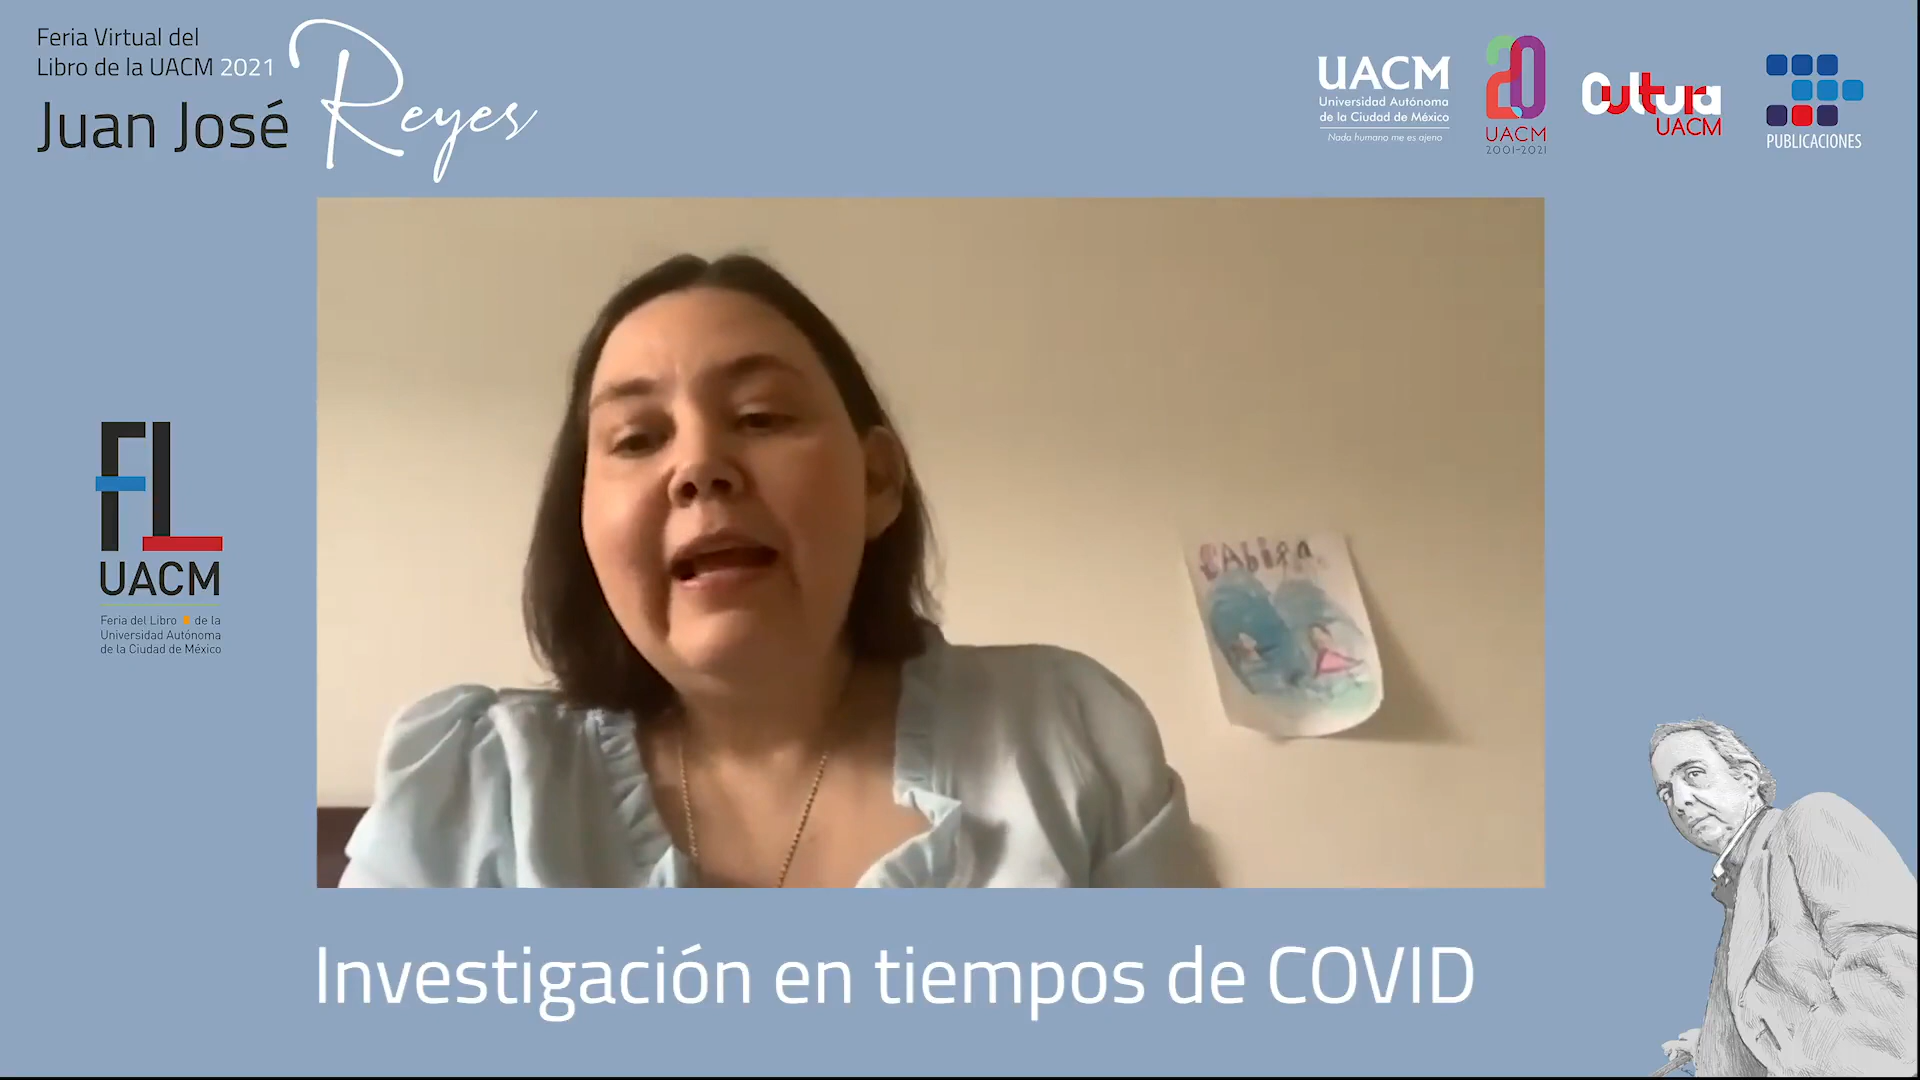 Feria Virtual del
Libro de la UACM 2021
Juan José Reyes
UACM
Universidad Autónoma
de la Ciudad de México
Nada humano me es ajeno
20
UACM
2001-2021
Cultura
UACM
PUBLICACIONES
FL
UACM
Feria del Libro de la
Universidad Autónoma
de la Ciudad de México
Investigación en tiempos de COVID